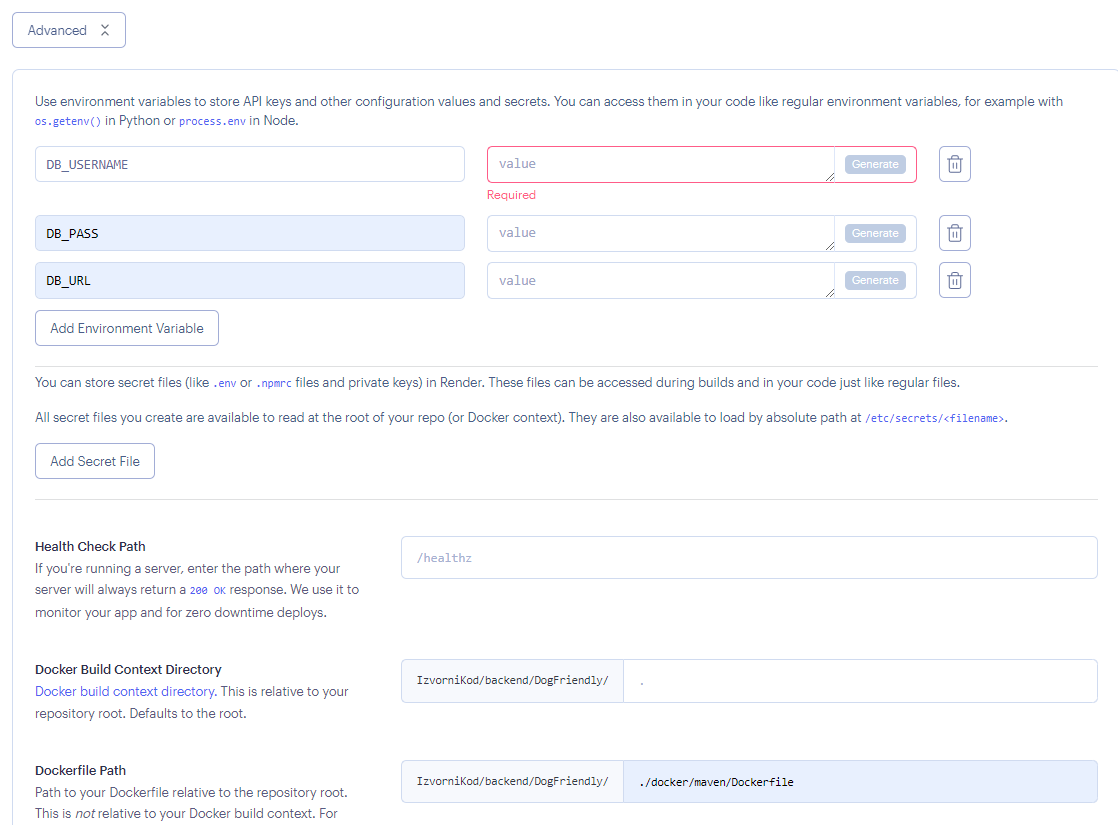 Advanced
Use environment variables to store API keys and other configuration values and secrets. You can access them in your code like regular environment variables, for example with
os.getenv() in Python or process.env in Node.
DB_USERNAME
value
Generate
Required
DB_PASS
value
Generate
DB_URL
value
Generate
Add Environment Variable
You can store secret files (like .env or .npmrc files and private keys) in Render. These files can be accessed during builds and in your code just like regular files.
All secret files you create are available to read at the root of your repo (or Docker context). They are also available to load by absolute path at /etc/secrets/<filename>.
Add Secret File
Health Check Path
If you're running a server, enter the path where your
server will always return a 200 OK response. We use it to
monitor your app and for zero downtime deploys.
/healthz
Docker Build Context Directory
Docker build context directory. This is relative to your
repository root. Defaults to the root.
IzvorniKod/backend/DogFriendly/
.
Dockerfile Path
Path to your Dockerfile relative to the repository root.
This is not relative to your Docker build context. For
IzvorniKod/backend/DogFriendly/
./docker/maven/Dockerfile